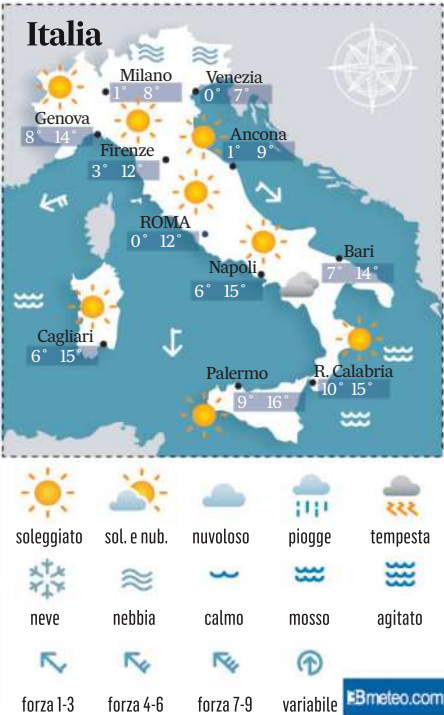 Italia
Milano
1° 8°
Venezia
0° 7°
Genova
8° 14°
Firenze
3° 12°
Ancona
1° 9°
ROMA
0° 12°
Bari
7° 14°
Napoli
6° 15°
Cagliari
6° 15°
Palermo
9° 16°
R. Calabria
10° 15°
soleggiato sol. e nub. nuvoloso piogge tempesta
neve nebbia calmo mosso agitato
forza 1-3 forza 4-6 forza 7-9 variabile
3Bmeteo.com